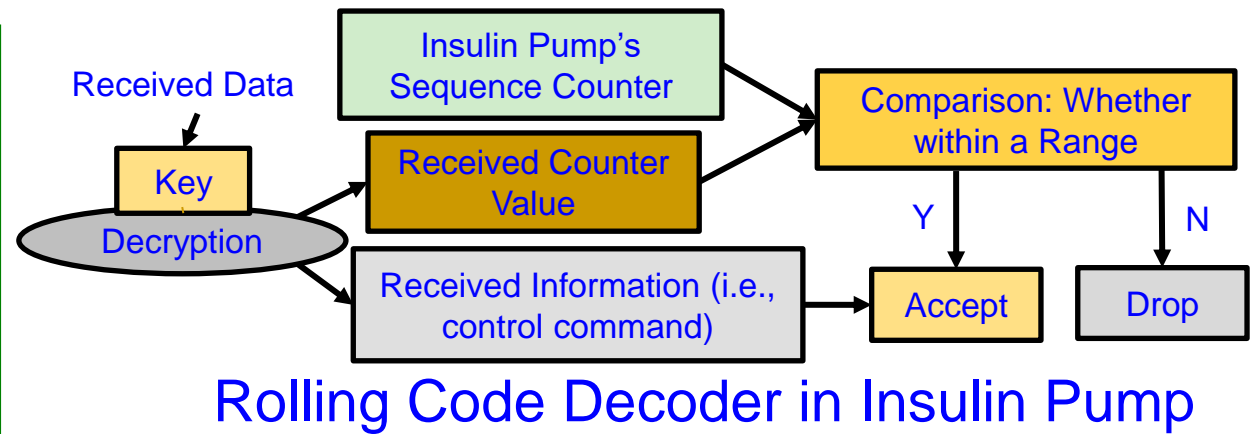 Insulin Pump’s
Sequence Counter
Received Data
Key
Decryption
Received Counter
Value
Received Information (i.e.,
control command)
Comparison: Whether
within a Range
Y
N
Accept
Drop
Rolling Code Decoder in Insulin Pump